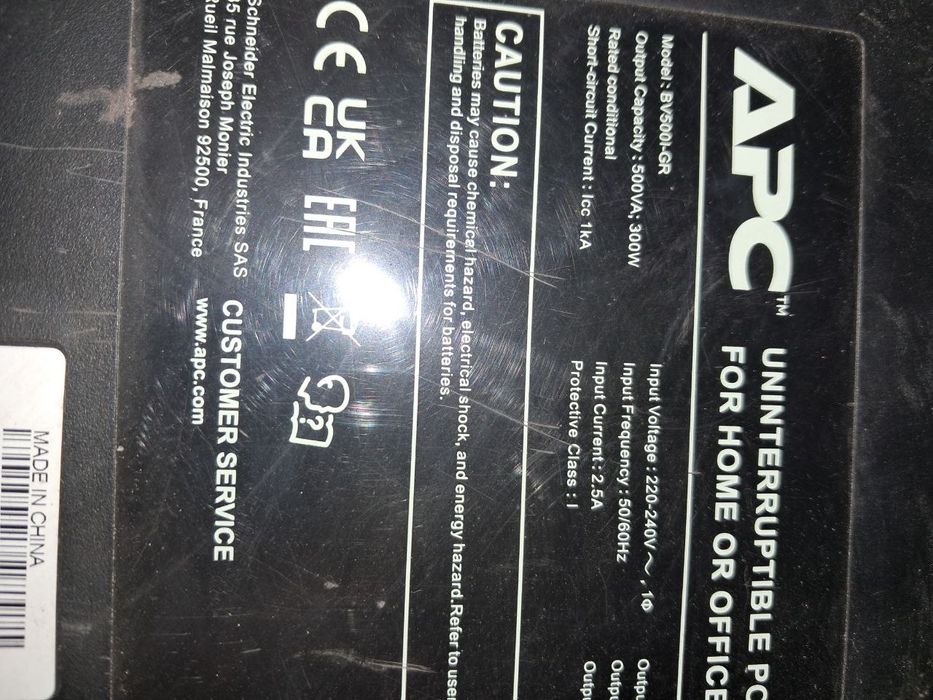 APC™
UNINTERRUPTIBLE
FOR HOME OR OFFICE
Model : BV500I-GR
Output Capacity : 500VA; 300W
Rated conditional
Short-circuit Current : Icc 1kA
Input Voltage : 220-240V～, 1Φ
Input Frequency : 50/60Hz
Input Current : 2.5A
Protective Class : I
CAUTION:
Batteries may cause chemical hazard, electrical shock, and energy hazard.Refer to
handling and disposal requirements for batteries.
CE UK CA EAC
Schneider Electric Industries SAS
rue Joseph Monier
Rueil Malmaison 92500, France
CUSTOMER SERVICE
www.apc.com
MADE IN CHINA